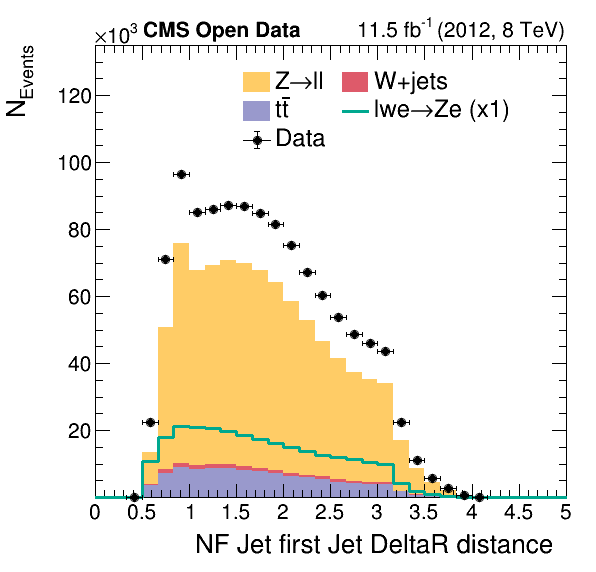 ×10³ CMS Open Data 11.5 fb⁻¹ (2012, 8 TeV)
N_Events
Z→ll W+jets
tt̄ lwe→Ze (x1)
Data
120
100
80
60
40
20
0 0.5 1 1.5 2 2.5 3 3.5 4 4.5 5
NF Jet first Jet DeltaR distance